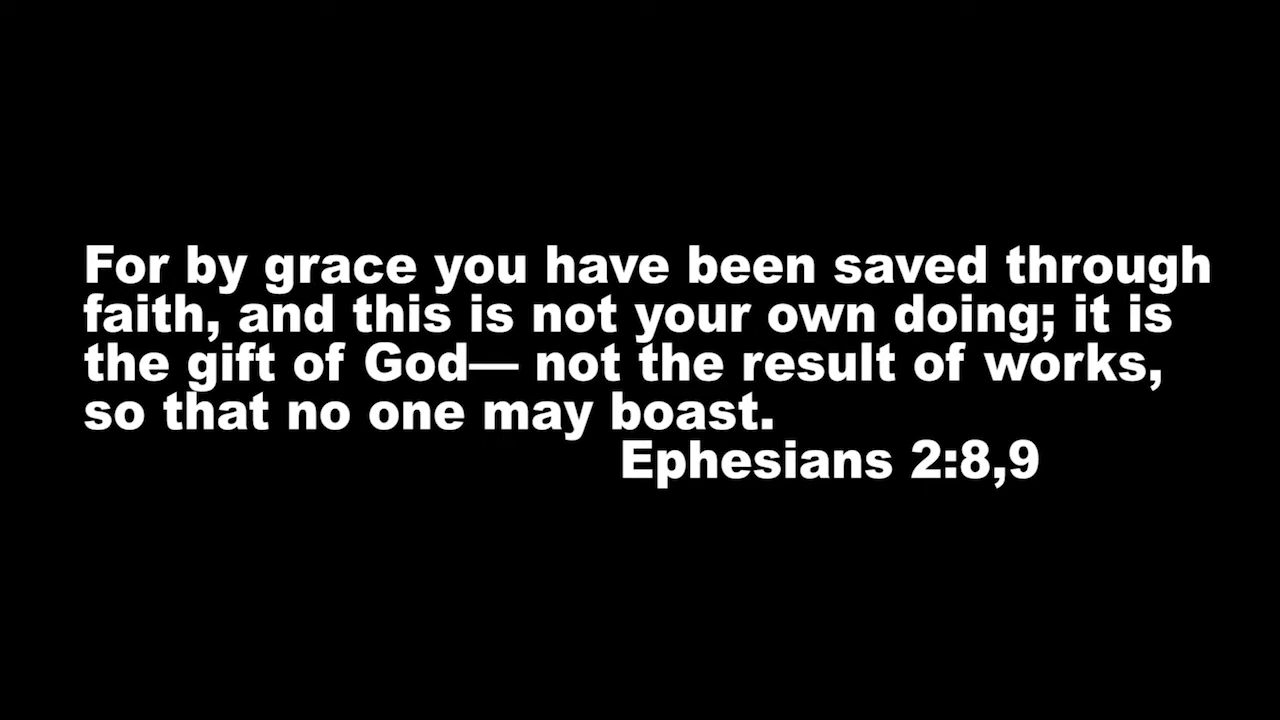 For by grace you have been saved through
faith, and this is not your own doing; it is
the gift of God— not the result of works,
so that no one may boast.
Ephesians 2:8,9